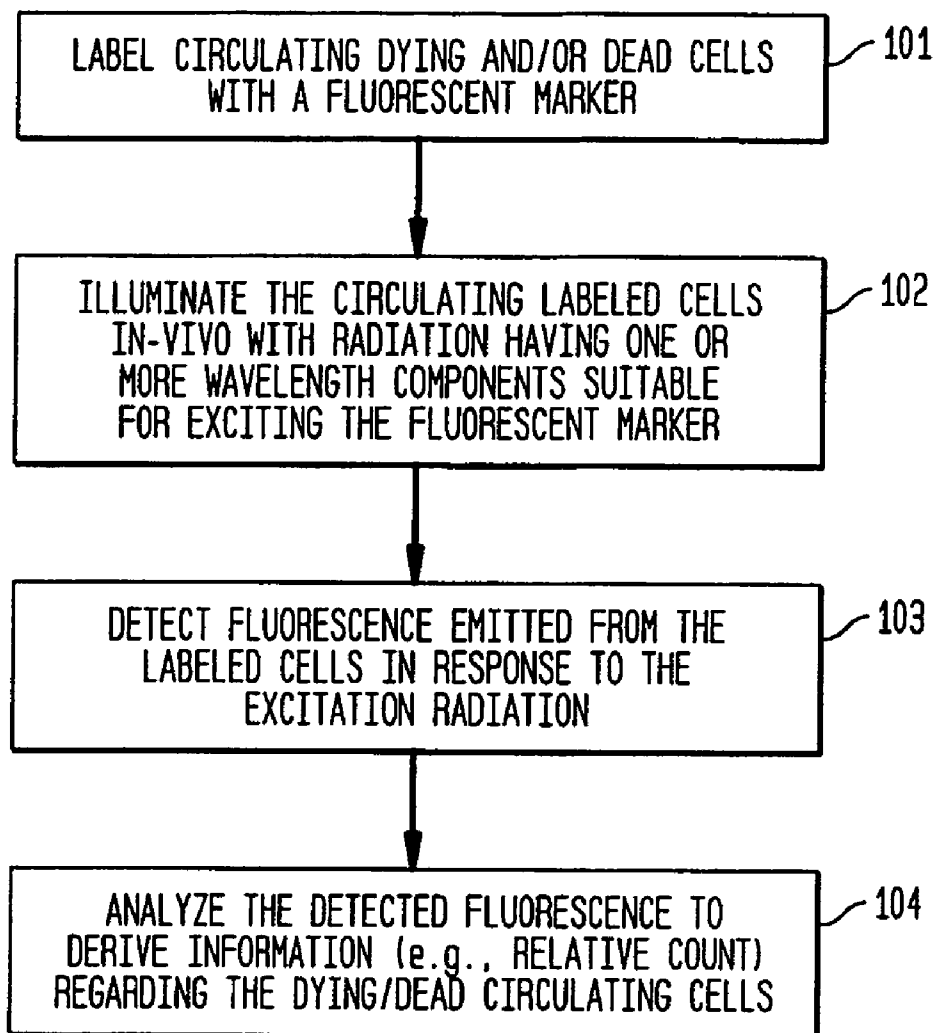 LABEL CIRCULATING DYING AND/OR DEAD CELLS
WITH A FLUORESCENT MARKER
101
ILLUMINATE THE CIRCULATING LABELED CELLS
IN-VIVO WITH RADIATION HAVING ONE OR
MORE WAVELENGTH COMPONENTS SUITABLE
FOR EXCITING THE FLUORESCENT MARKER
102
DETECT FLUORESCENCE EMITTED FROM THE
LABELED CELLS IN RESPONSE TO THE
EXCITATION RADIATION
103
ANALYZE THE DETECTED FLUORESCENCE TO
DERIVE INFORMATION (e.g., RELATIVE COUNT)
REGARDING THE DYING/DEAD CIRCULATING CELLS
104